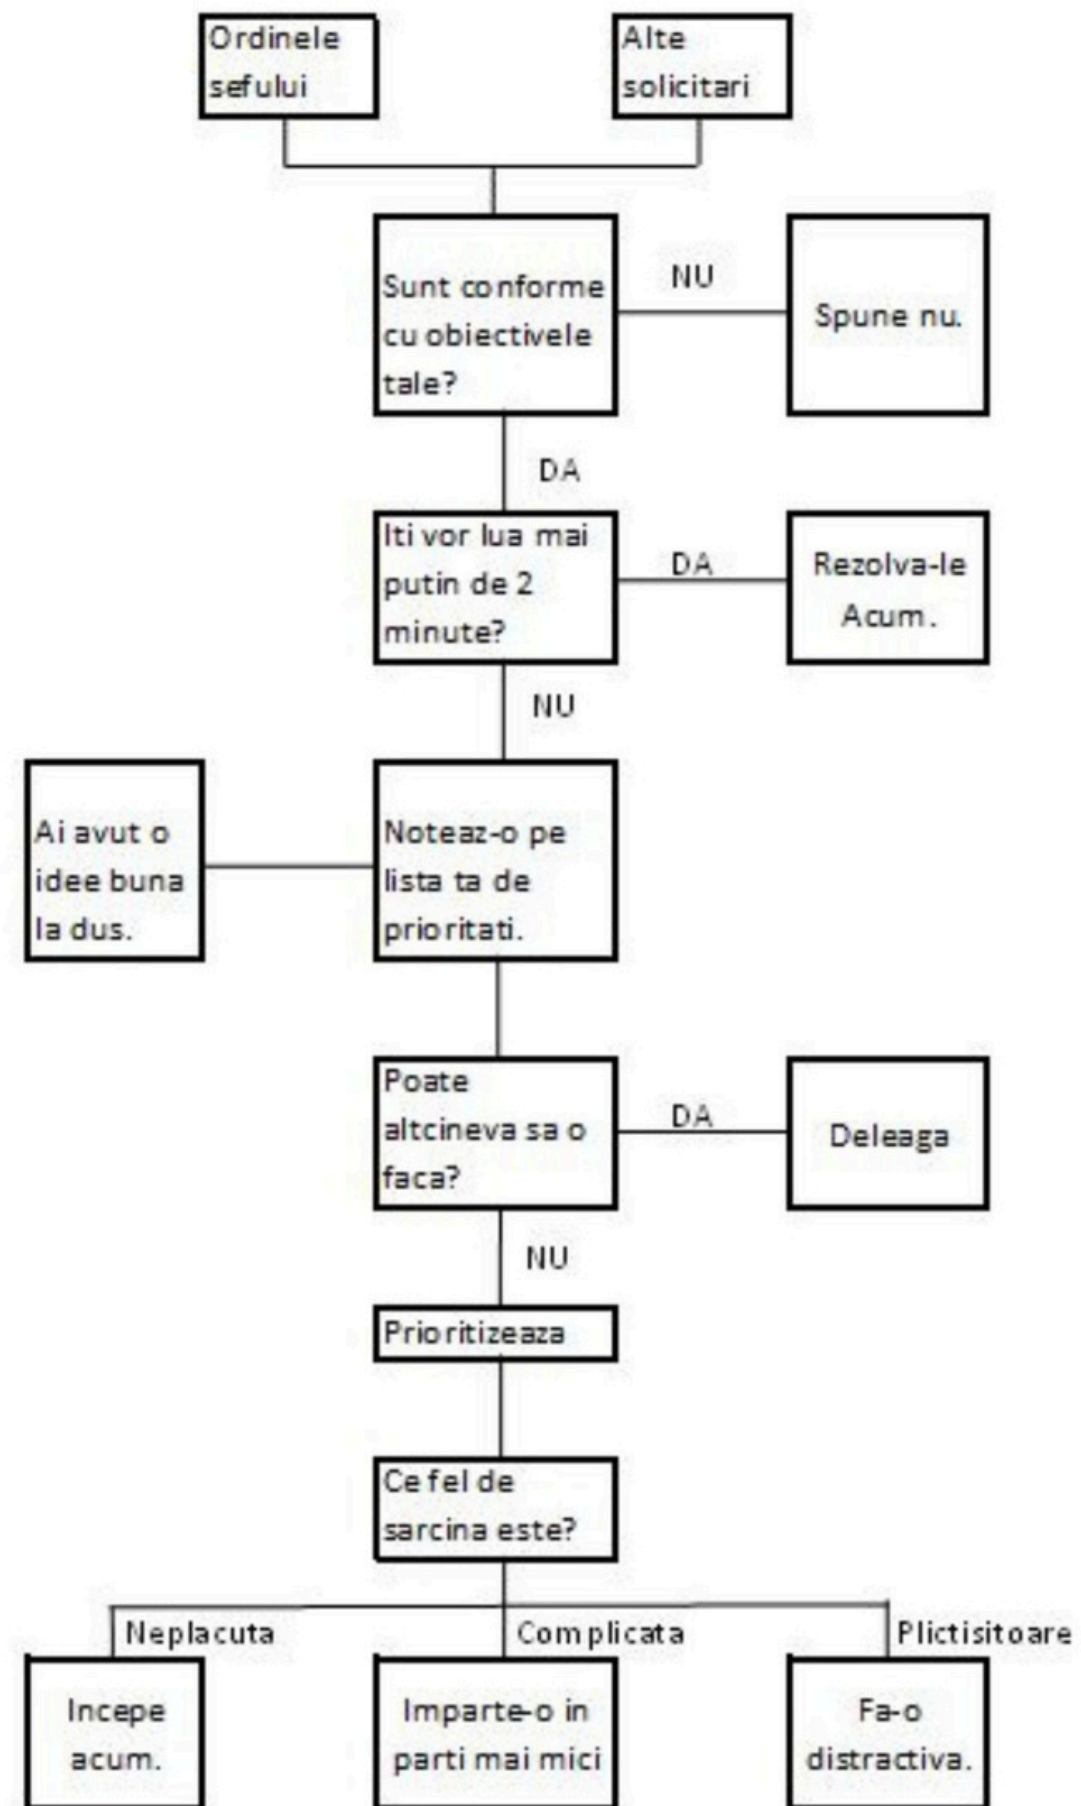 Ordinele
sefului
Alte
solicitari
Sunt conforme
cu obiectivele
tale?
NU
Spune nu.
DA
Iti vor lua mai
putin de 2
minute?
DA
Rezolva-le
Acum.
NU
Ai avut o
idee buna
la dus.
Noteaz-o pe
lista ta de
prioritati.
Poate
altcineva sa o
faca?
DA
Deleaga
NU
Prioritizeaza
Ce fel de
sarcina este?
Neplacuta
Complicata
Plictisitoare
Incepe
acum.
Imparte-o in
parti mai mici
Fa-o
distractiva.